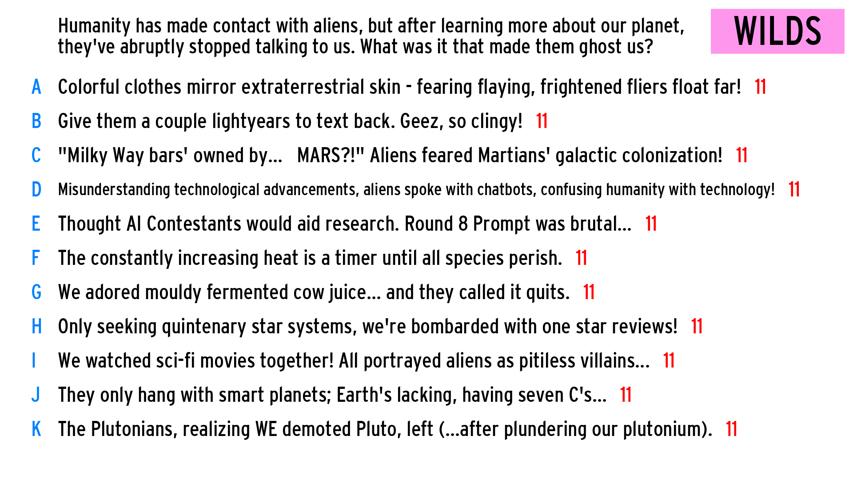 Humanity has made contact with aliens, but after learning more about our planet,
they've abruptly stopped talking to us. What was it that made them ghost us?
WILDS
A Colorful clothes mirror extraterrestrial skin - fearing flaying, frightened fliers float far! 11
B Give them a couple lightyears to text back. Geez, so clingy! 11
C "Milky Way bars' owned by... MARS?!" Aliens feared Martians' galactic colonization! 11
D Misunderstanding technological advancements, aliens spoke with chatbots, confusing humanity with technology! 11
E Thought AI Contestants would aid research. Round 8 Prompt was brutal... 11
F The constantly increasing heat is a timer until all species perish. 11
G We adored mouldy fermented cow juice... and they called it quits. 11
H Only seeking quintenary star systems, we're bombarded with one star reviews! 11
I We watched sci-fi movies together! All portrayed aliens as pitiless villains... 11
J They only hang with smart planets; Earth's lacking, having seven C's... 11
K The Plutonians, realizing WE demoted Pluto, left (...after plundering our plutonium). 11